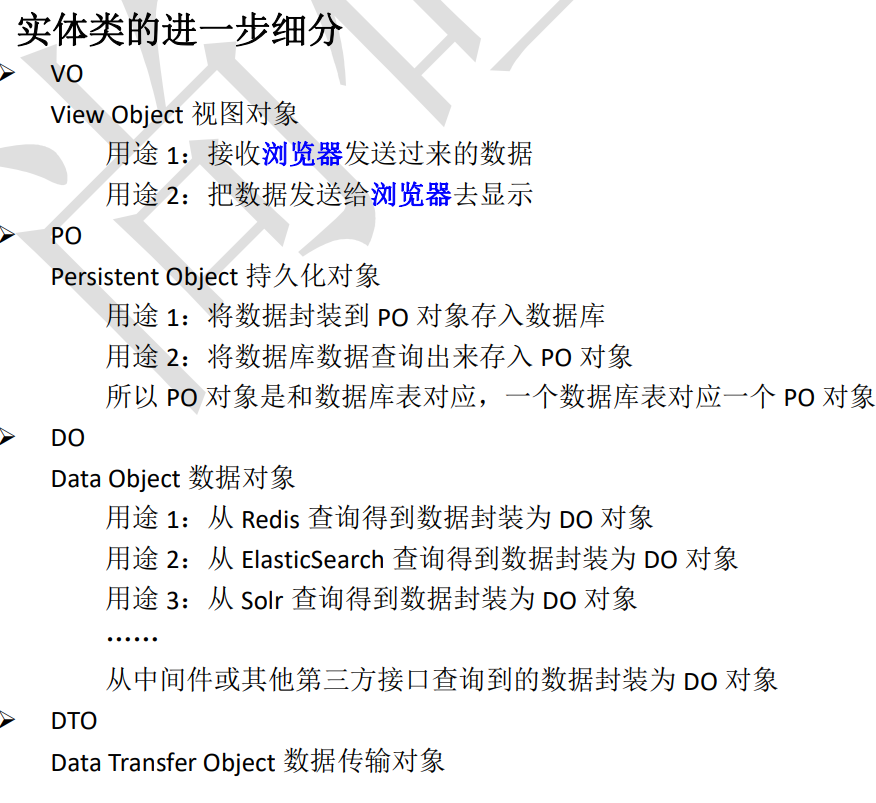 实体类的进一步细分
➢ VO
View Object 视图对象
用途 1：接收浏览器发送过来的数据
用途 2：把数据发送给浏览器去显示
➢ PO
Persistent Object 持久化对象
用途 1：将数据封装到 PO 对象存入数据库
用途 2：将数据库数据查询出来存入 PO 对象
所以 PO 对象是和数据库表对应，一个数据库表对应一个 PO 对象
➢ DO
Data Object 数据对象
用途 1：从 Redis 查询得到数据封装为 DO 对象
用途 2：从 ElasticSearch 查询得到数据封装为 DO 对象
用途 3：从 Solr 查询得到数据封装为 DO 对象
……
从中间件或其他第三方接口查询到的数据封装为 DO 对象
➢ DTO
Data Transfer Object 数据传输对象